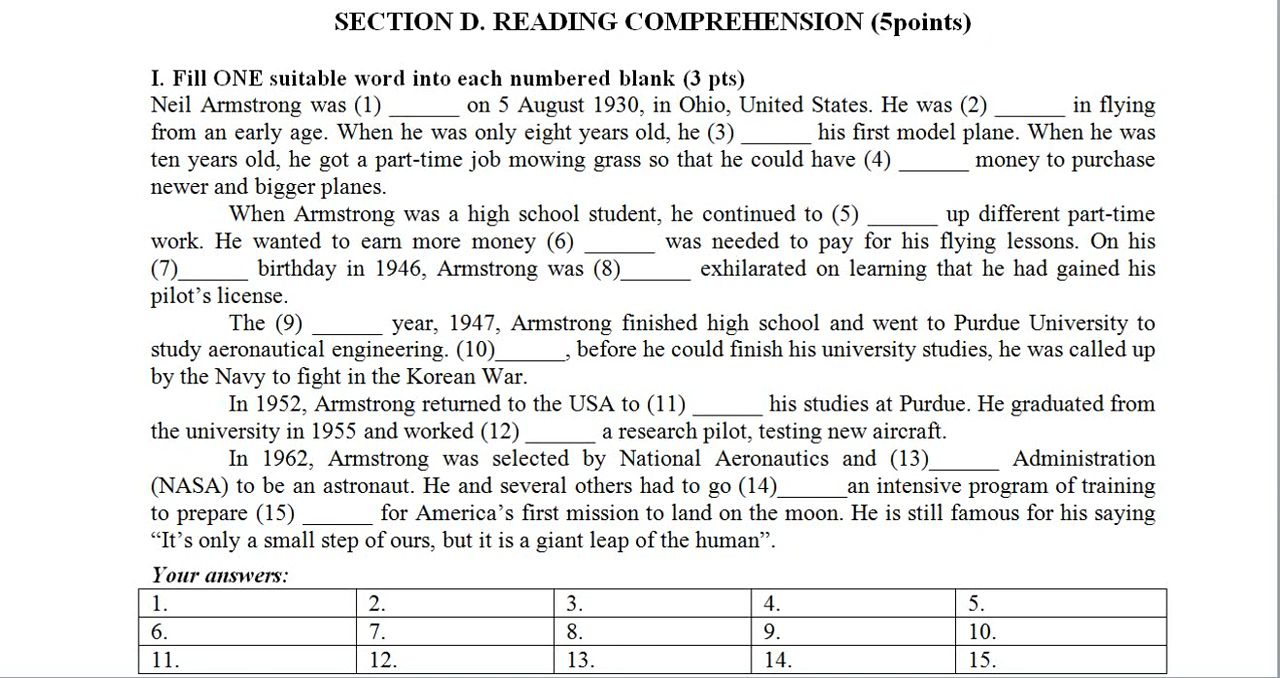 SECTION D. READING COMPREHENSION (5points)
I. Fill ONE suitable word into each numbered blank (3 pts)
Neil Armstrong was (1) ______ on 5 August 1930, in Ohio, United States. He was (2) ______ in flying
from an early age. When he was only eight years old, he (3) ______ his first model plane. When he was
ten years old, he got a part-time job mowing grass so that he could have (4) ______ money to purchase
newer and bigger planes.
When Armstrong was a high school student, he continued to (5) ______ up different part-time
work. He wanted to earn more money (6) ______ was needed to pay for his flying lessons. On his
(7)______ birthday in 1946, Armstrong was (8)______ exhilarated on learning that he had gained his
pilot's license.
The (9) ______ year, 1947, Armstrong finished high school and went to Purdue University to
study aeronautical engineering. (10)______, before he could finish his university studies, he was called up
by the Navy to fight in the Korean War.
In 1952, Armstrong returned to the USA to (11) ______ his studies at Purdue. He graduated from
the university in 1955 and worked (12) ______ a research pilot, testing new aircraft.
In 1962, Armstrong was selected by National Aeronautics and (13)______ Administration
(NASA) to be an astronaut. He and several others had to go (14)______an intensive program of training
to prepare (15) ______ for America's first mission to land on the moon. He is still famous for his saying
“It's only a small step of ours, but it is a giant leap of the human”.
Your answers:
1. 2. 3. 4. 5.
6. 7. 8. 9. 10.
11. 12. 13. 14. 15.